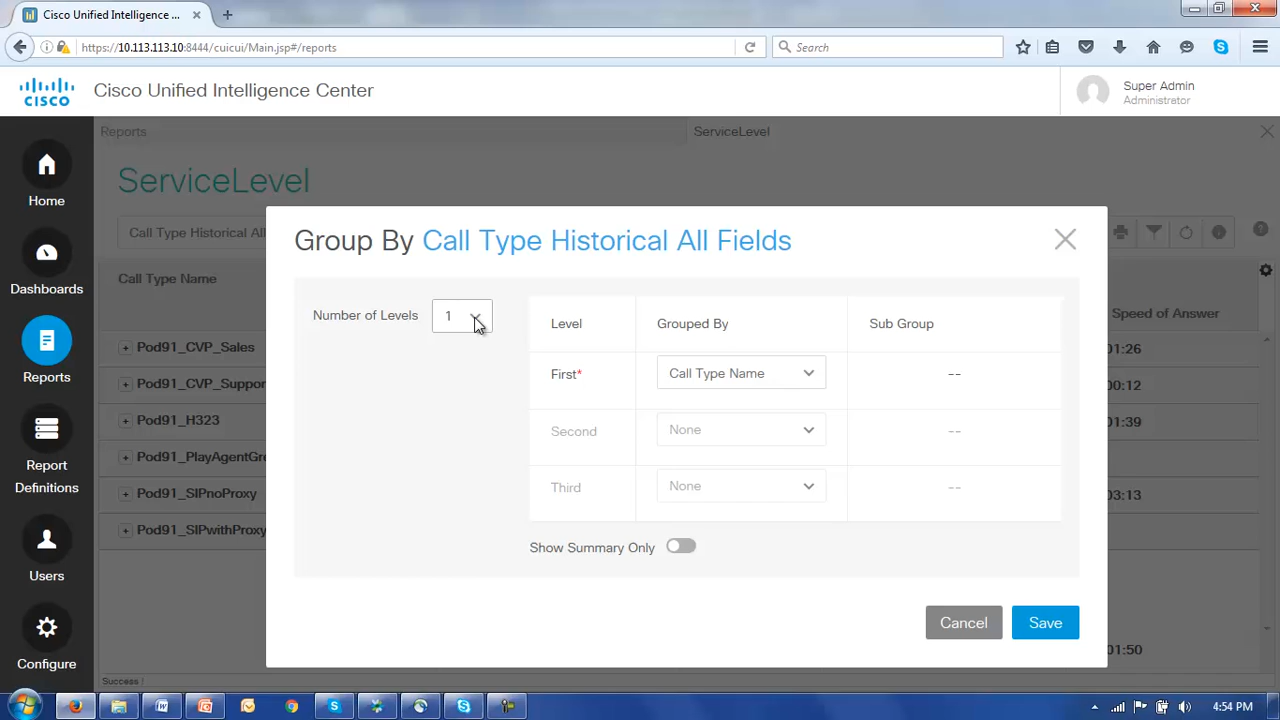 Cisco Unified Intelligence ...
https://10.113.113.10:8444/cuicui/Main.jsp#/reports
Search
CISCO
Cisco Unified Intelligence Center
Super Admin
Administrator
Home
Dashboards
Reports
Report
Definitions
Users
Configure
Reports
ServiceLevel
ServiceLevel
Call Type Historical All
Call Type Name
Speed of Answer
Pod91_CVP_Sales
01:26
Pod91_CVP_Suppor
00:12
Pod91_H323
01:39
Pod91_PlayAgentGre
Pod91_SIPnoProxy
03:13
Pod91_SIPwithProxy
01:50
Success !
Group By Call Type Historical All Fields
Number of Levels 1
Level Grouped By Sub Group
First* Call Type Name --
Second None --
Third None --
Show Summary Only
Cancel Save
4:54 PM